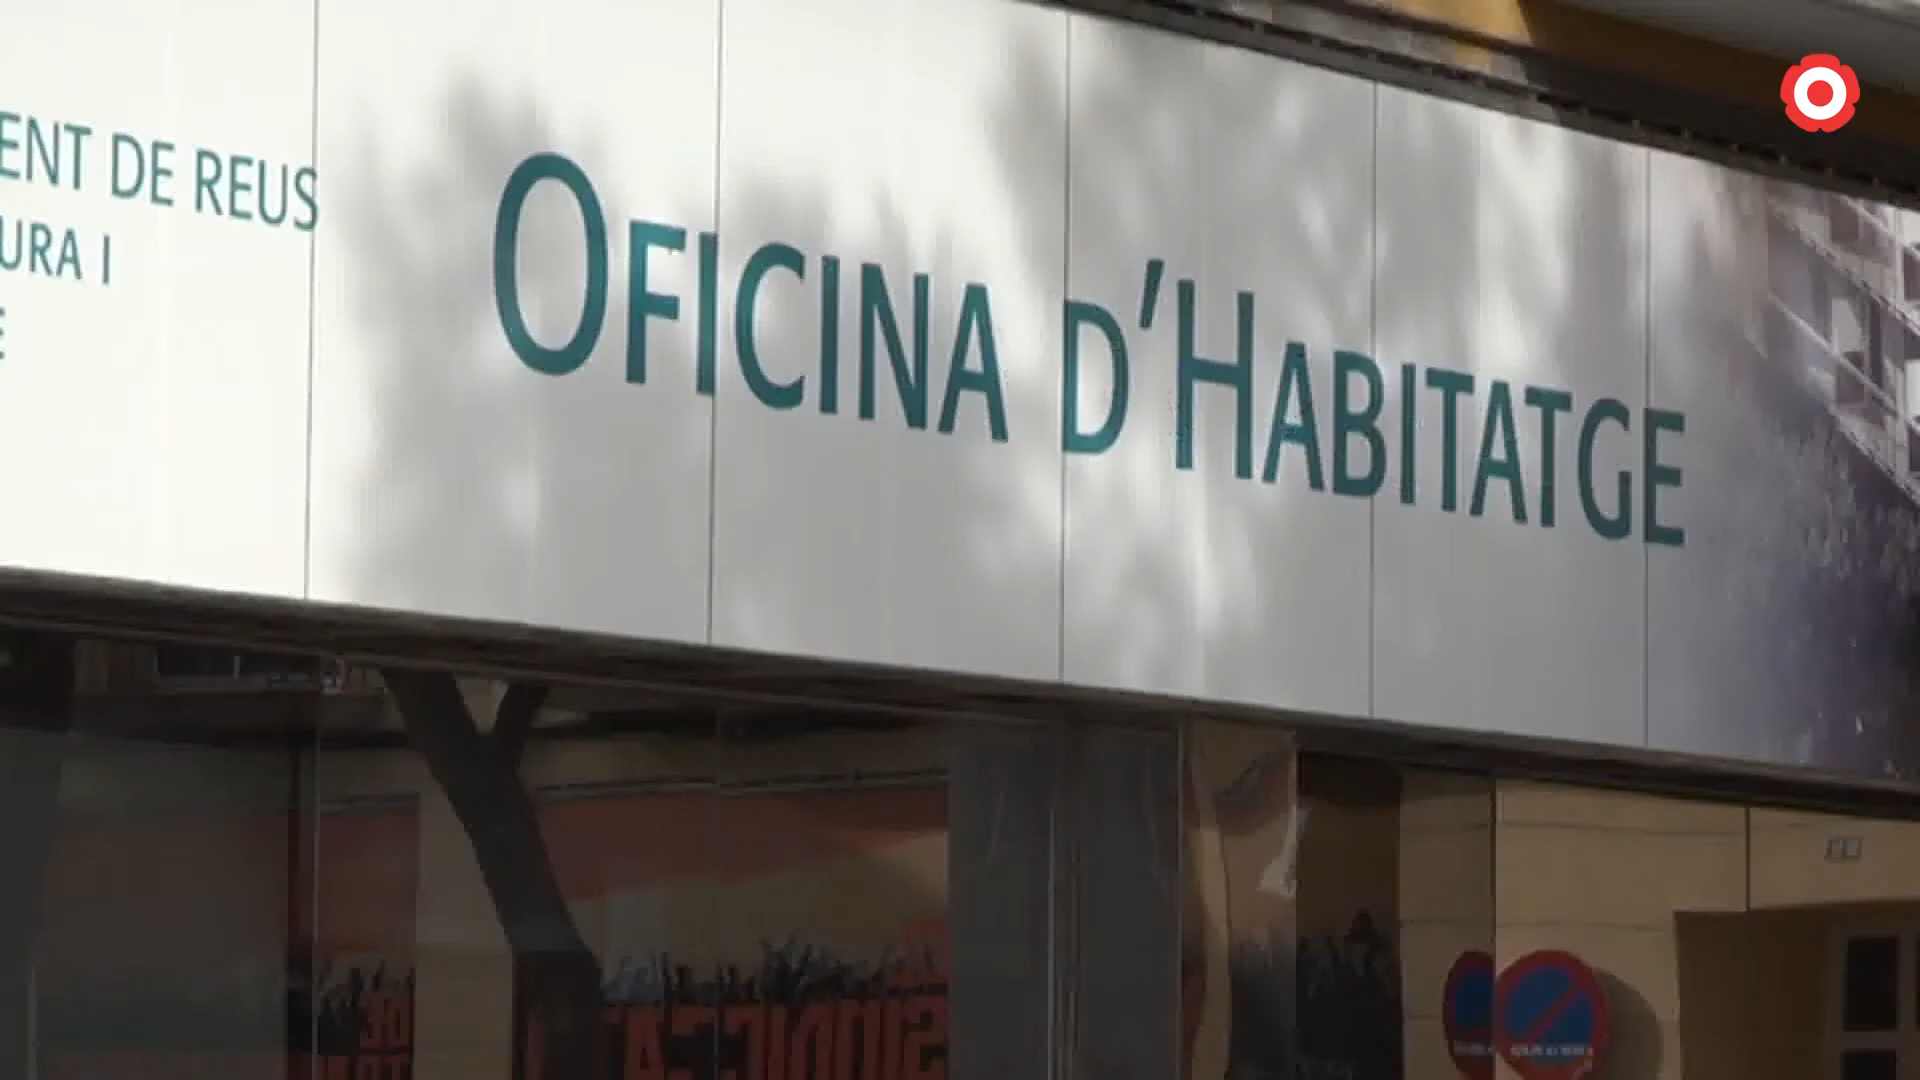 ENT DE REUS
URA I
E
OFICINA D'HABITATGE